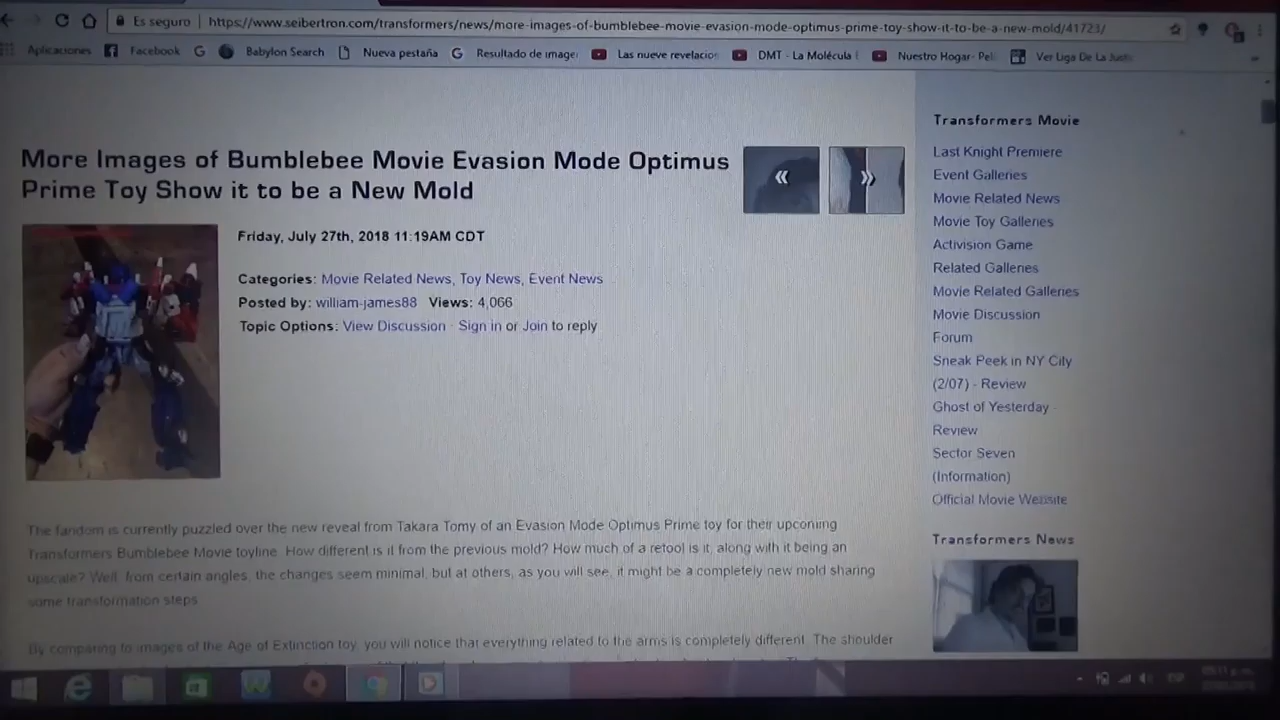 Es seguro | https://www.seibertron.com/transformers/news/more-images-of-bumblebee-movie-evasion-mode-optimus-prime-toy-show-it-to-be-a-new-mold/41723/
Aplicaciones Facebook Babylon Search Nueva pestaña Resultado de image Las nueve revelacio DMT - La Molécula Nuestro Hogar- Pel Ver Liga De La Just
More Images of Bumblebee Movie Evasion Mode Optimus
Prime Toy Show it to be a New Mold
« »
Friday, July 27th, 2018 11:19AM CDT
Categories: Movie Related News, Toy News, Event News
Posted by: william-james88 Views: 4,066
Topic Options: View Discussion · Sign in or Join to reply
The fandom is currently puzzled over the new reveal from Takara Tomy of an Evasion Mode Optimus Prime toy for their upconing
Transformers Bumblebee Movie toyline. How different is it from the previous mold? How much of a retool is it, along with it being an
upscale? Well, from certain angles, the changes seem minimal, but at others, as you will see, it might be a completely new mold sharing
some transformation steps
By comparing to images of the Age of Extinction toy, you will notice that everything related to the arms is completely different. The shoulder
Transformers Movie
Last Knight Premiere
Event Galleries
Movie Related News
Movie Toy Galleries
Activision Game
Related Galleries
Movie Related Galleries
Movie Discussion
Forum
Sneak Peek in NY City
(2/07) - Review
Ghost of Yesterday -
Review
Sector Seven
(Information)
Official Movie Website
Transformers News